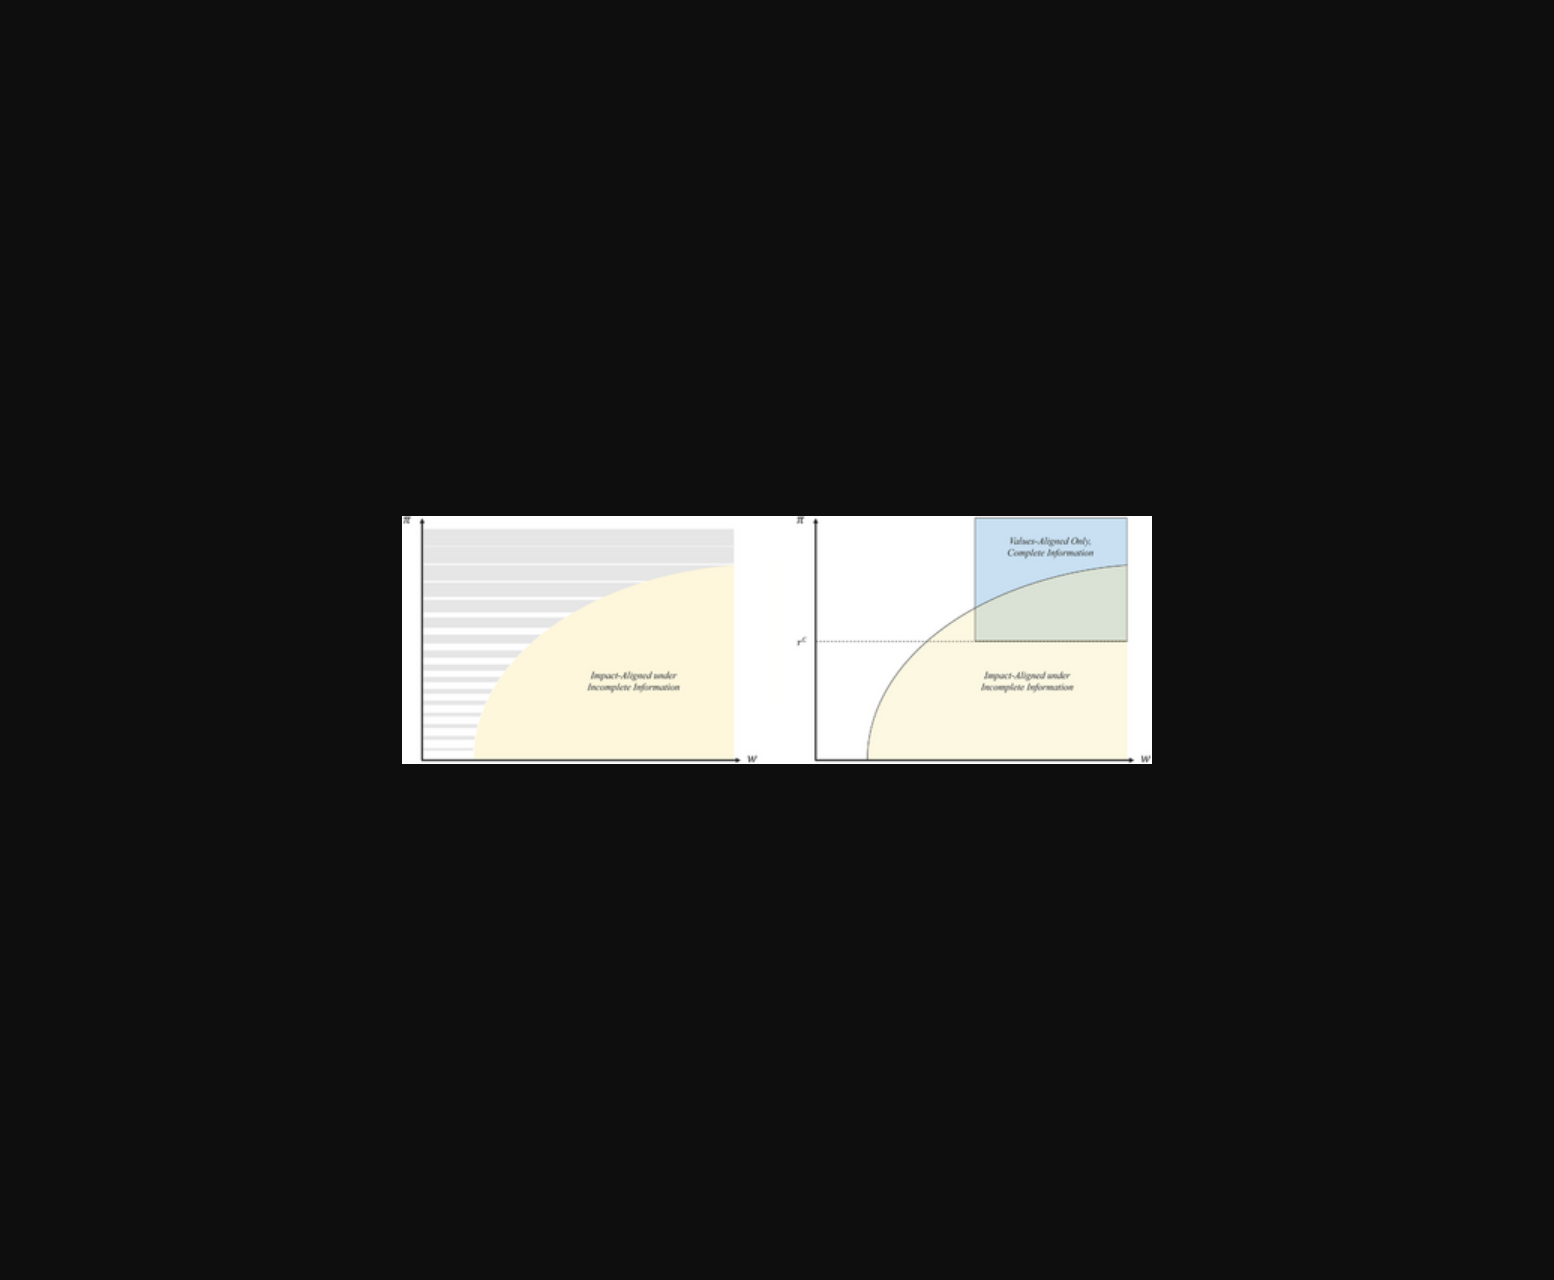 π
Impact-Aligned under
Incomplete Information
w
π
Values-Aligned Only,
Complete Information
r^c
Impact-Aligned under
Incomplete Information
w